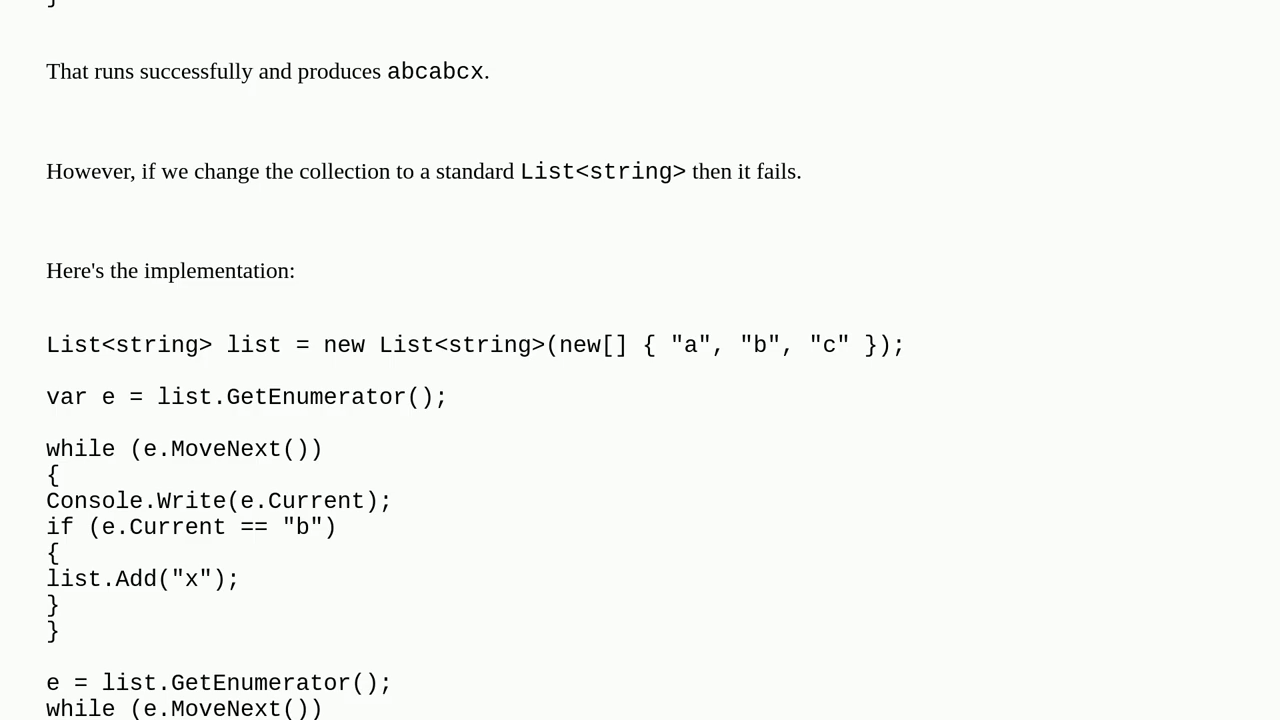 }
That runs successfully and produces abcabcx.
However, if we change the collection to a standard List<string> then it fails.
Here's the implementation:
List<string> list = new List<string>(new[] { "a", "b", "c" });
var e = list.GetEnumerator();
while (e.MoveNext())
{
Console.Write(e.Current);
if (e.Current == "b")
{
list.Add("x");
}
}
e = list.GetEnumerator();
while (e.MoveNext())